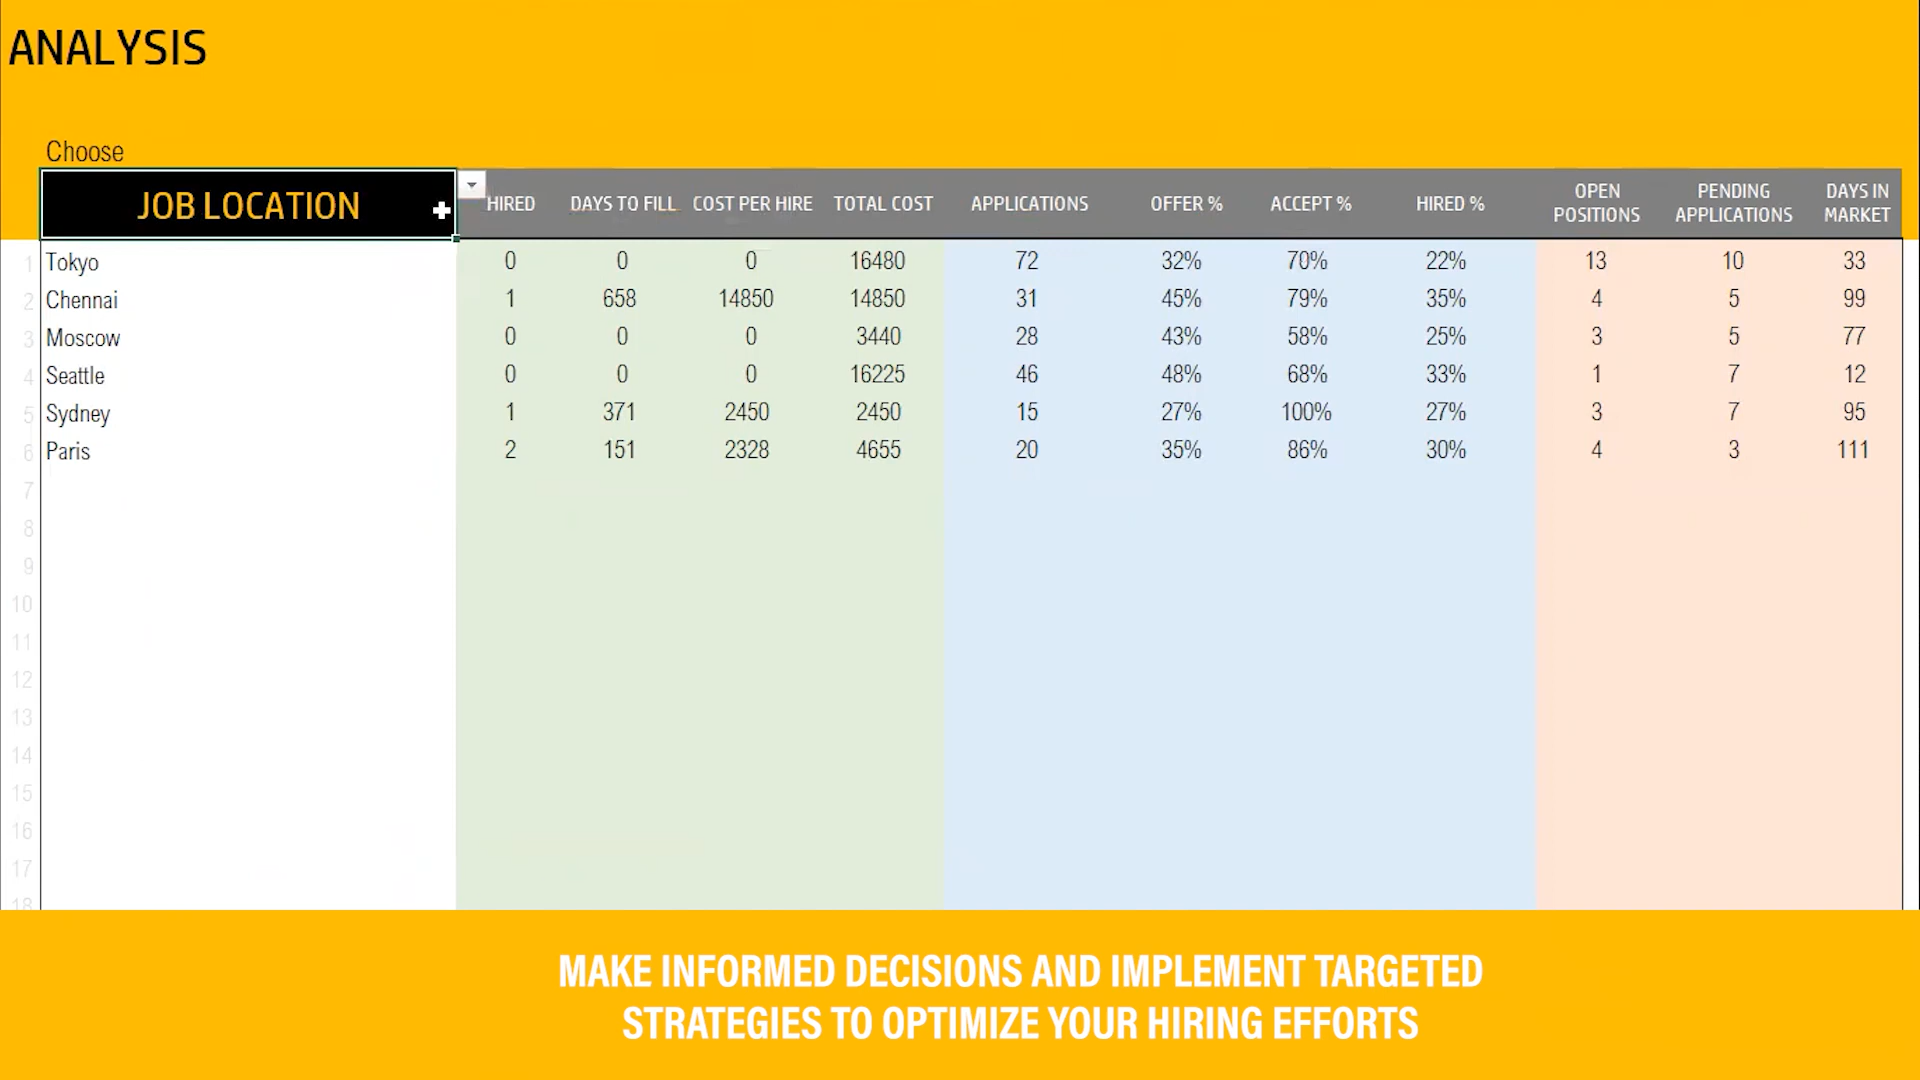 ANALYSIS
Choose
JOB LOCATION HIRED DAYS TO FILL COST PER HIRE TOTAL COST APPLICATIONS OFFER % ACCEPT % HIRED % OPEN POSITIONS PENDING APPLICATIONS DAYS IN MARKET
1 Tokyo 0 0 0 16480 72 32% 70% 22% 13 10 33
2 Chennai 1 658 14850 14850 31 45% 79% 35% 4 5 99
3 Moscow 0 0 0 3440 28 43% 58% 25% 3 5 77
4 Seattle 0 0 0 16225 46 48% 68% 33% 1 7 12
5 Sydney 1 371 2450 2450 15 27% 100% 27% 3 7 95
6 Paris 2 151 2328 4655 20 35% 86% 30% 4 3 111
7
8
9
10
11
12
13
14
15
16
17
18
MAKE INFORMED DECISIONS AND IMPLEMENT TARGETED
STRATEGIES TO OPTIMIZE YOUR HIRING EFFORTS